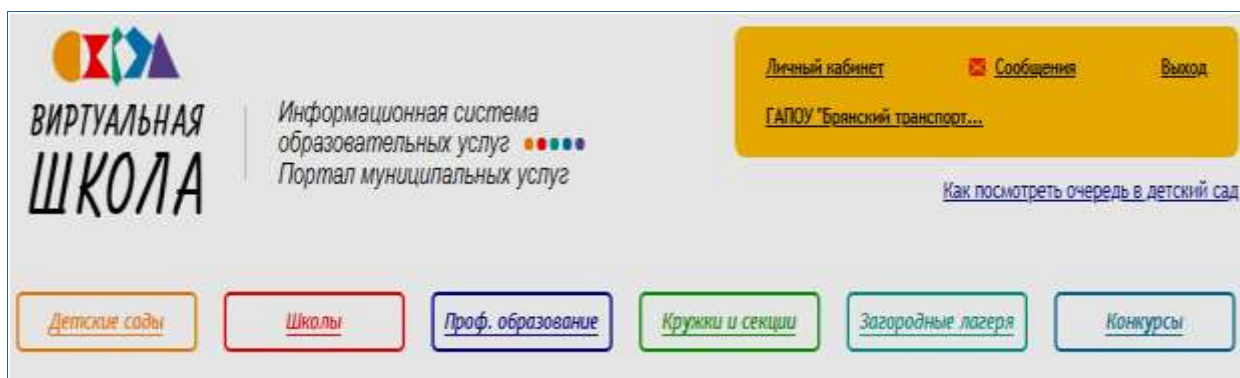 ВИРТУАЛЬНАЯ
ШКОЛА
Информационная система
образовательных услуг
Портал муниципальных услуг
Личный кабинет
Сообщения
Выход
ГАПОУ "Брянский транспорт...
Как посмотреть очередь в детский сад
Детские сады
Школы
Проф. образование
Кружки и секции
Загородные лагеря
Конкурсы